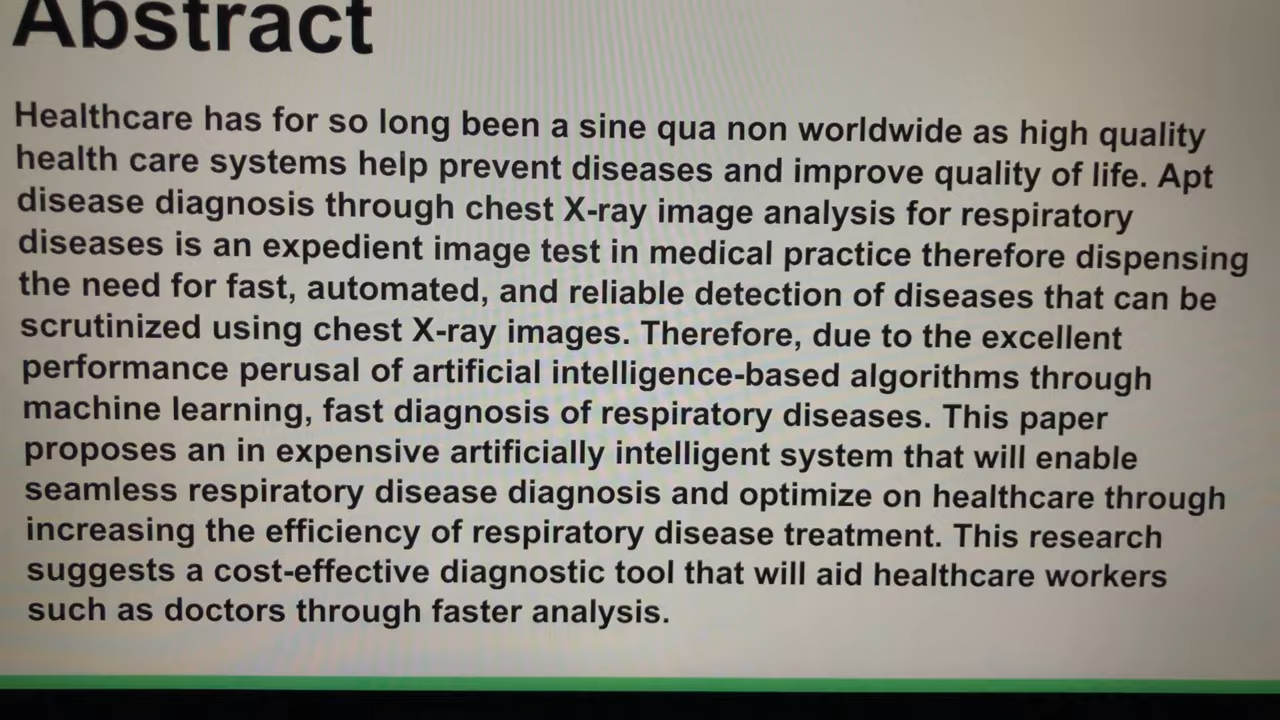 Abstract
Healthcare has for so long been a sine qua non worldwide as high quality
health care systems help prevent diseases and improve quality of life. Apt
disease diagnosis through chest X-ray image analysis for respiratory
diseases is an expedient image test in medical practice therefore dispensing
the need for fast, automated, and reliable detection of diseases that can be
scrutinized using chest X-ray images. Therefore, due to the excellent
performance perusal of artificial intelligence-based algorithms through
machine learning, fast diagnosis of respiratory diseases. This paper
proposes an in expensive artificially intelligent system that will enable
seamless respiratory disease diagnosis and optimize on healthcare through
increasing the efficiency of respiratory disease treatment. This research
suggests a cost-effective diagnostic tool that will aid healthcare workers
such as doctors through faster analysis.